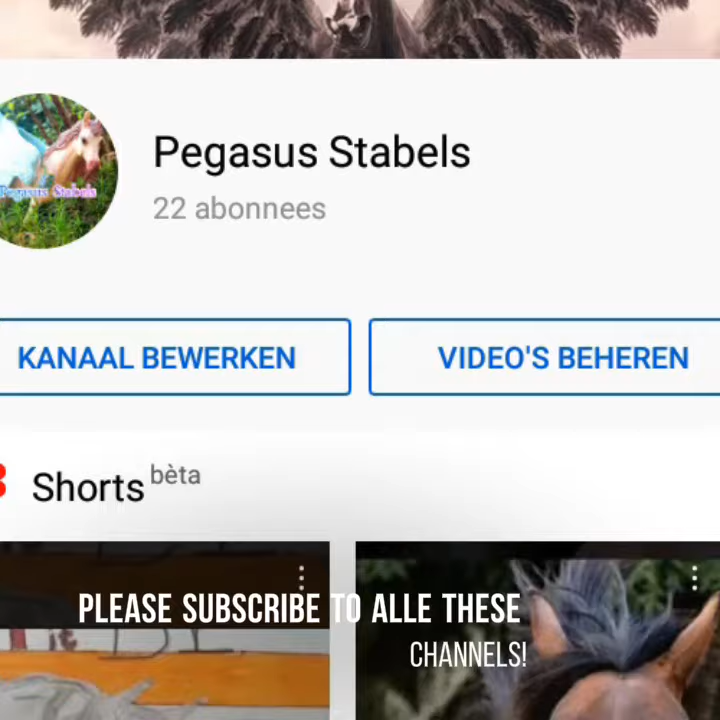 Pegasus Stabels
Pegasus Stabels
22 abonnees
KANAAL BEWERKEN
VIDEO'S BEHEREN
Shorts bèta
PLEASE SUBSCRIBE TO ALLE THESE
CHANNELS!